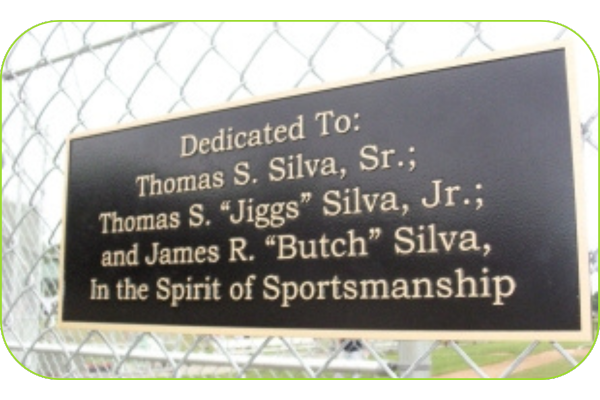 Dedicated To:
Thomas S. Silva, Sr.;
Thomas S. “Jiggs” Silva, Jr.;
and James R. “Butch” Silva,
In the Spirit of Sportsmanship